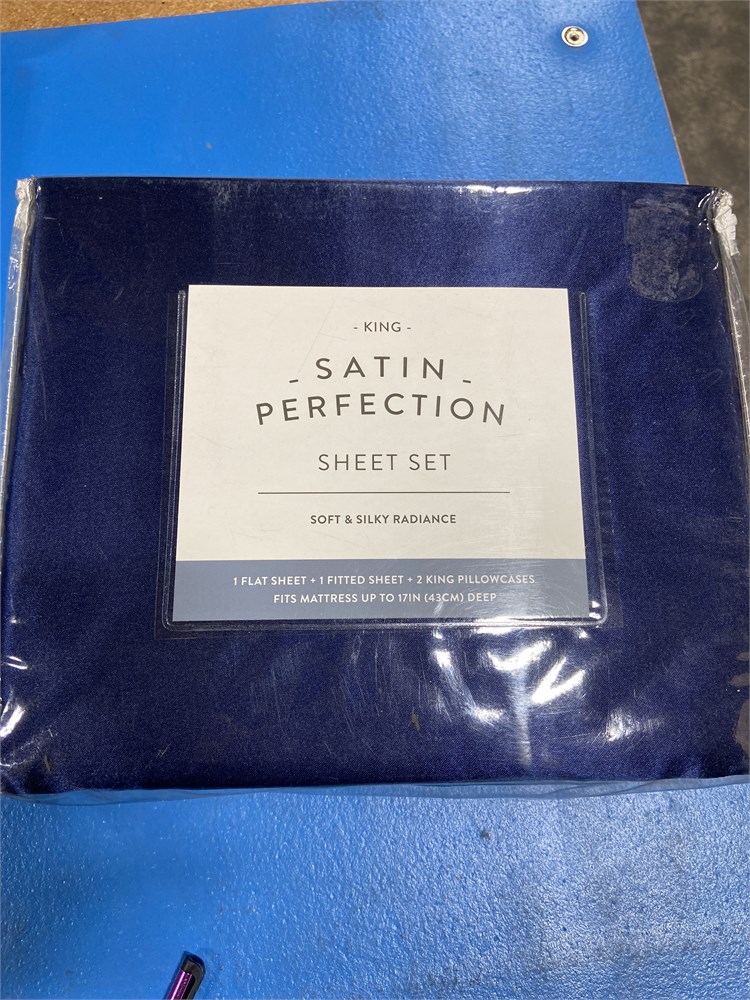 - KING -
- SATIN -
PERFECTION
SHEET SET
SOFT & SILKY RADIANCE
1 FLAT SHEET + 1 FITTED SHEET + 2 KING PILLOWCASES
FITS MATTRESS UP TO 17IN (43CM) DEEP